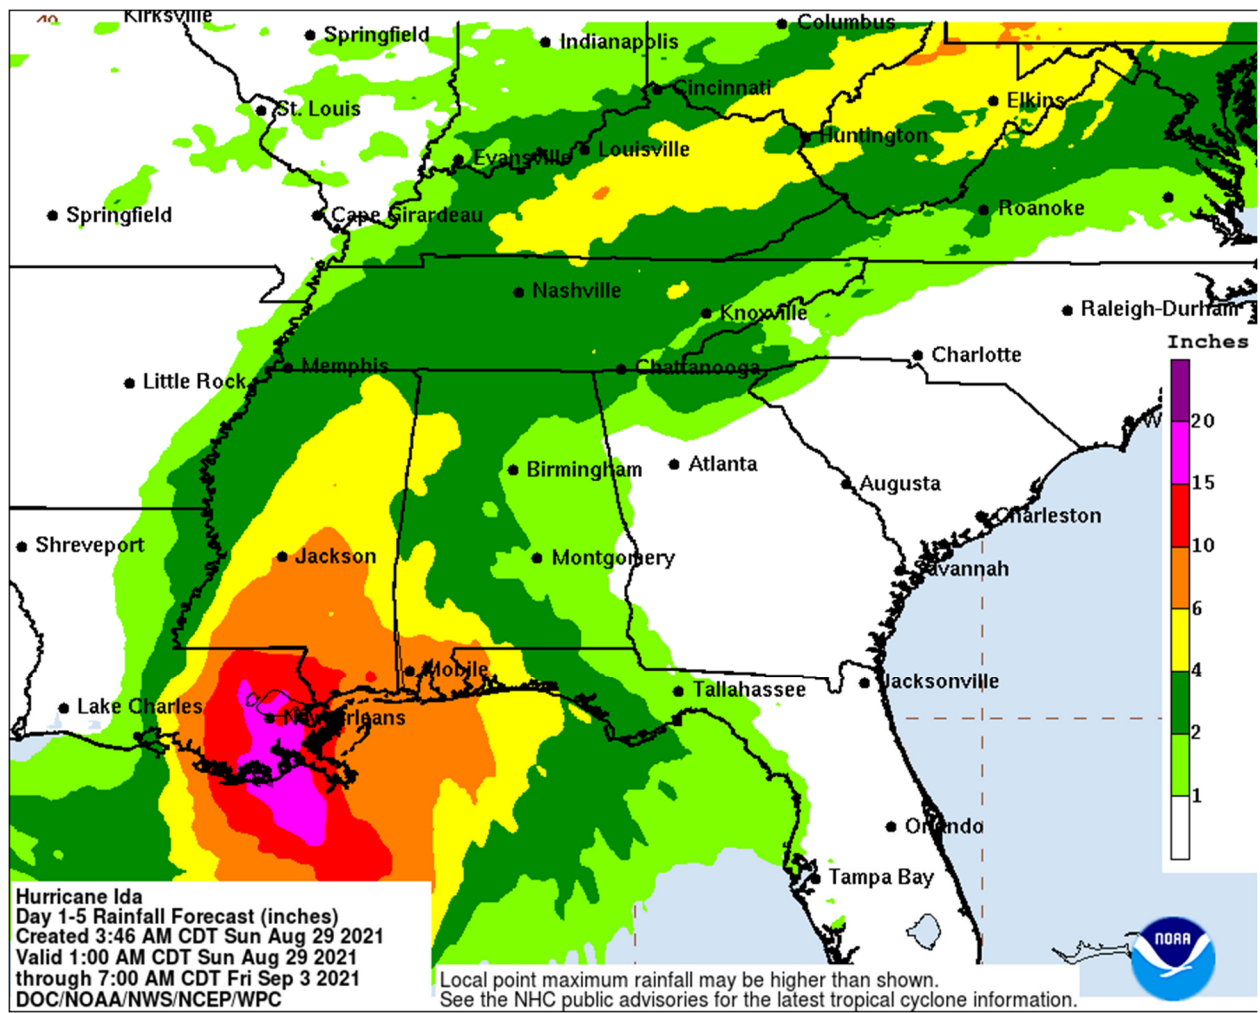 40
Kirksville
Springfield
Indianapolis
Columbus
Cincinnati
St. Louis
Elkins
Evansville
Louisville
Huntington
Springfield
Cape Girardeau
Roanoke
Nashville
Knoxville
Raleigh-Durham
Inches
Charlotte
Memphis
Chattanooga
Little Rock
W
20
Birmingham
Atlanta
15
Augusta
Charleston
Shreveport
10
Jackson
Montgomery
Savannah
6
Mobile
4
Lake Charles
Tallahassee
Jacksonville
New Orleans
2
1
Orlando
Tampa Bay
Hurricane Ida
Day 1-5 Rainfall Forecast (inches)
Created 3:46 AM CDT Sun Aug 29 2021
Valid 1:00 AM CDT Sun Aug 29 2021
through 7:00 AM CDT Fri Sep 3 2021
DOC/NOAA/NWS/NCEP/WPC
NOAA
Local point maximum rainfall may be higher than shown.
See the NHC public advisories for the latest tropical cyclone information.